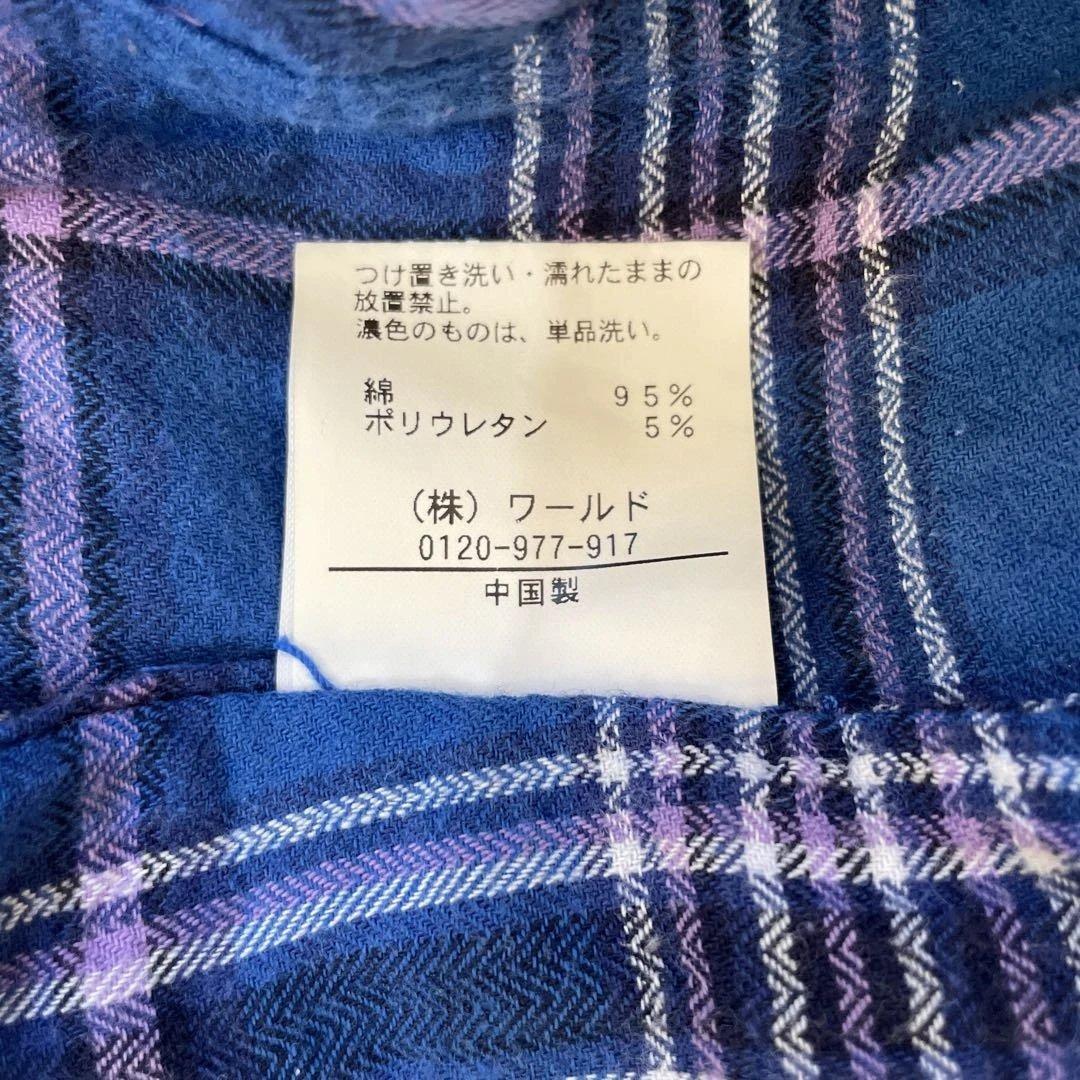 つけ置き洗い・濡れたままの
放置禁止。
濃色のものは、単品洗い。
綿 95%
ポリウレタン 5%
(株) ワールド
0120-977-917
中国製